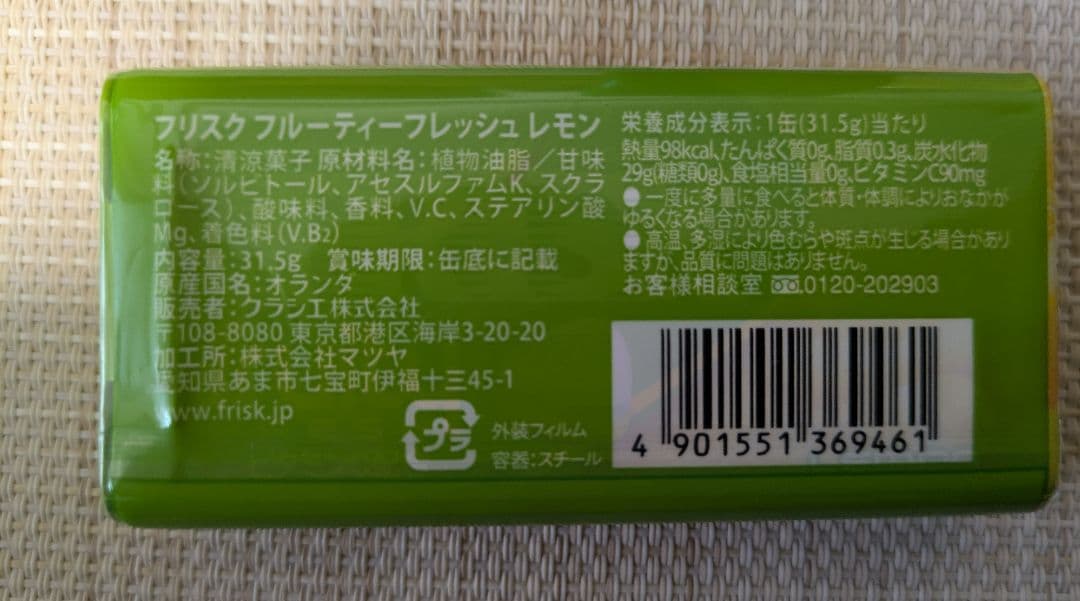 フリスク フルーティーフレッシュ レモン
名称:清涼菓子 原材料名:植物油脂/甘味
料(ソルビトール、アセスルファムK、スクラ
ロース)、酸味料、香料、V.C、ステアリン酸
Mg、着色料(V.B2)
内容量:31.5g 賞味期限:缶底に記載
原産国名:オランダ
販売者:クラシエ株式会社
〒108-8080 東京都港区海岸3-20-20
加工所:株式会社マツヤ
愛知県あま市七宝町伊福十三45-1
www.frisk.jp
プラ
外装フィルム
容器:スチール
栄養成分表示:1缶(31.5g)当たり
熱量98kcal、たんぱく質0g、脂質0.3g、炭水化物
29g(糖類0g)、食塩相当量0g、ビタミンC90mg
●一度に多量に食べると体質・体調によりおなかが
ゆるくなる場合があります。
●高温、多湿により色むらや斑点が生じる場合があり
ますが、品質に問題はありません。
お客様相談室 0120-202903
4 901551 369461